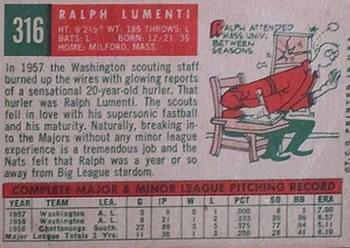 316
RALPH LUMENTI
HT: 6'2½" WT: 185 THROWS: L
BATS: L BORN: 12, 21, 36
HOME: MILFORD, MASS.
In 1957 the Washington scouting staff
burned up the wires with glowing reports
of a sensational 20-year-old hurler. That
hurler was Ralph Lumenti. The scouts
fell in love with his supersonic fastball
and his maturity. Naturally, breaking in-
to the Majors without any minor league
experience is a tremendous job and the
Nats felt that Ralph was a year or so
away from Big League stardom.
RALPH ATTENDED
MASS. UNIV.
BETWEEN
SEASONS.
© T.C.G. PRINTED IN U.S.A.
COMPLETE MAJOR & MINOR LEAGUE PITCHING RECORD
YEAR TEAM LEA. G IP W L PCT. SO BB ERA
1957 Washington A.L. 3
1958 Washington A.L. 8
1958 Chattanooga South. 22
Major League Totals 2 Yrs. 11